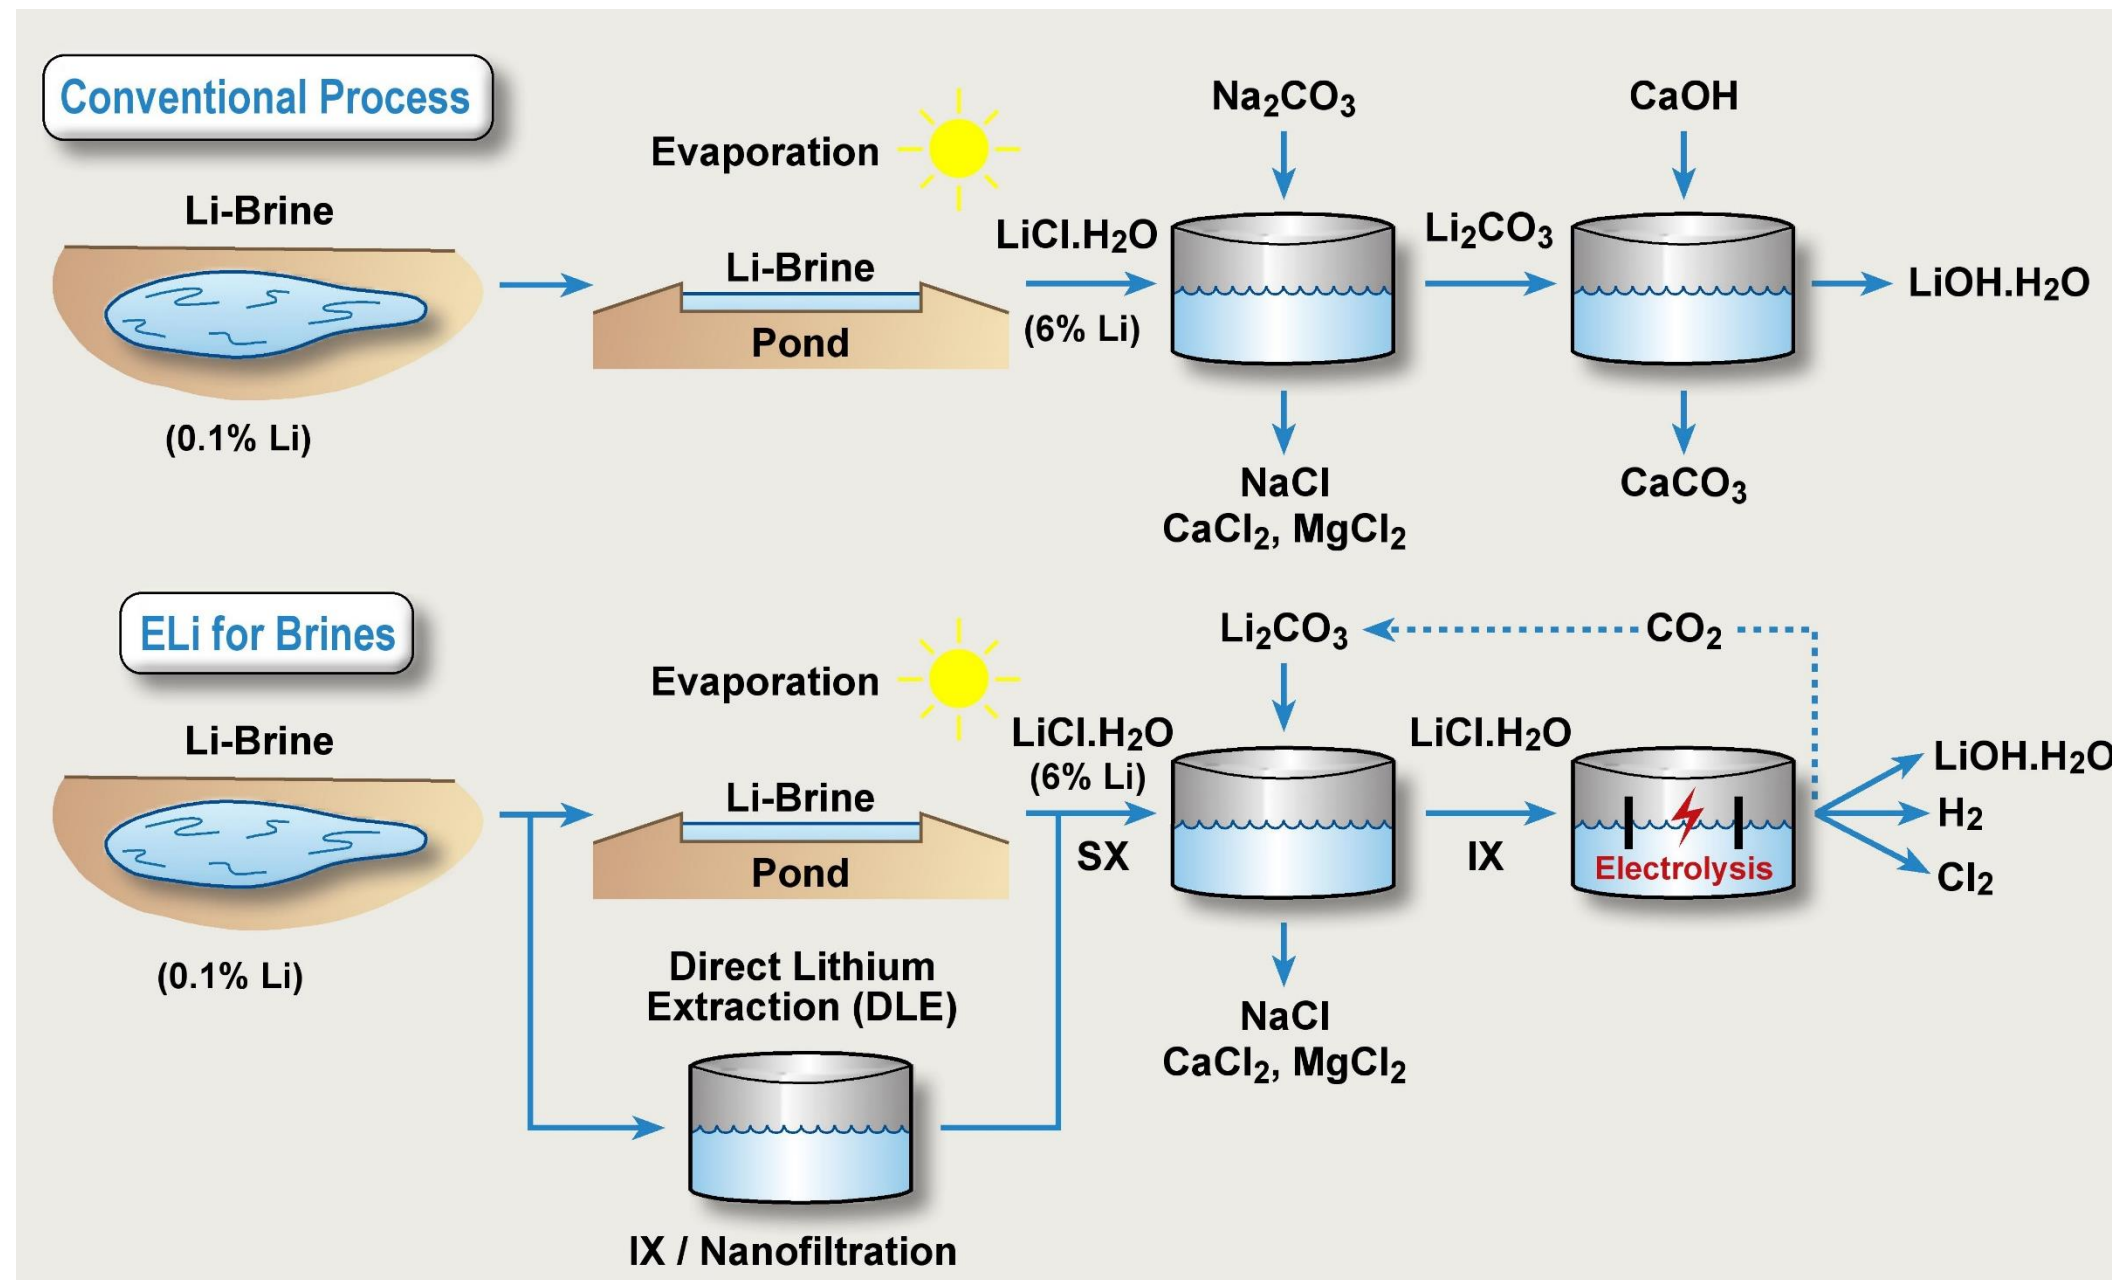 Conventional Process
Li-Brine
(0.1% Li)
Evaporation
Li-Brine
Pond
LiCl.H₂O
(6% Li)
Na₂CO₃
NaCl
CaCl₂, MgCl₂
Li₂CO₃
CaOH
CaCO₃
LiOH.H₂O
ELi for Brines
Li-Brine
(0.1% Li)
Evaporation
Li-Brine
Pond
Direct Lithium
Extraction (DLE)
IX / Nanofiltration
LiCl.H₂O
(6% Li)
SX
Li₂CO₃
CO₂
NaCl
CaCl₂, MgCl₂
LiCl.H₂O
IX
Electrolysis
LiOH.H₂O
H₂
Cl₂